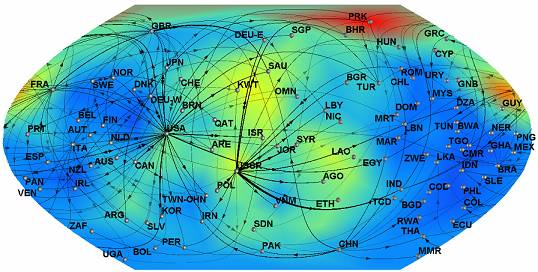 PRK
GBR
SGP
BHR
GRC
DEU-E
HUN
CYP
JPN
SAU
NOR
BGR
ROM
URY
FRA
SWE
DNK
CHE
KWT
TUR
CHL
GNB
OMN
DEU-W
BRN
MYS
GUY
LBY
DOM
DZA
BEL
NIC
MRT
FIN
QAT
PRT
AUT
USA
LBN
TUN
BWA
NER
NLD
ISR
PNG
MAR
SYR
GHA
ITA
ARE
JOR
TGO
MEX
LAO
CMR
ESP
AUS
CAN
USSR
EGY
ZWE
LKA
NZL
IDN
BRA
PAN
IRL
POL
AGO
IND
SLE
VEN
COD
PHL
TWN-OHN
VNM
ETH
TCD
BGD
COL
ARG
KOR
IRN
RWA
ZAF
SLV
SDN
THA
ECU
PER
CHN
UGA
BOL
PAK
MMR